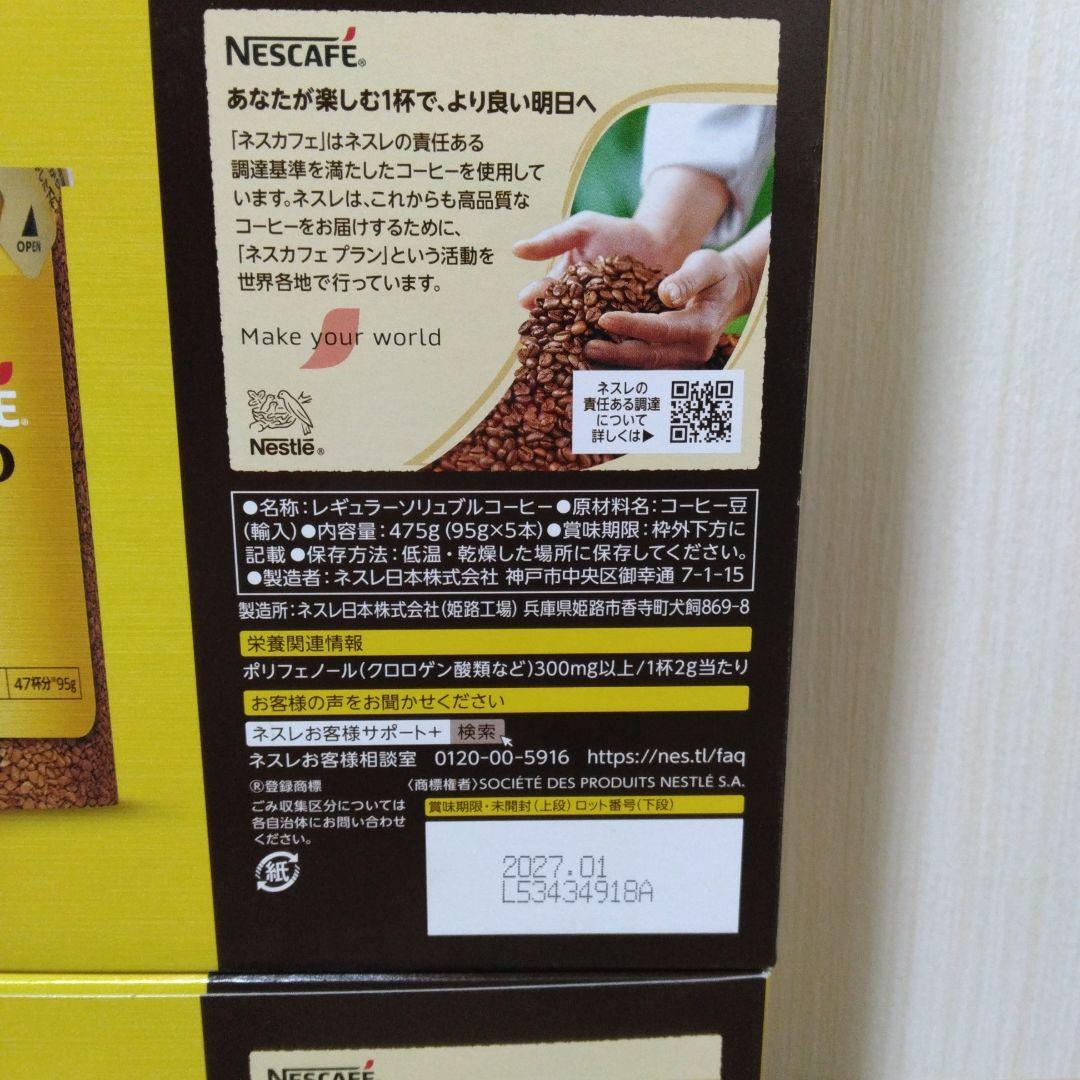 NESCAFÉ®
あなたが楽しむ1杯で、より良い明日へ
「ネスカフェ」はネスレの責任ある
調達基準を満たしたコーヒーを使用して
います。ネスレは、これからも高品質な
コーヒーをお届けするために、
「ネスカフェ プラン」という活動を
世界各地で行っています。
Make your world
Nestlē®
ネスレの
責任ある調達
について
詳しくは▶
●名称：レギュラーソリュブルコーヒー ●原材料名：コーヒー豆
（輸入）●内容量：475g（95g×5本）●賞味期限：枠外下方に
記載 ●保存方法：低温・乾燥した場所に保存してください。
●製造者：ネスレ日本株式会社 神戸市中央区御幸通 7-1-15
製造所：ネスレ日本株式会社（姫路工場）兵庫県姫路市香寺町犬飼869-8
栄養関連情報
ポリフェノール（クロロゲン酸類など）300mg以上/1杯2g当たり
お客様の声をお聞かせください
ネスレお客様サポート+ 検索
ネスレお客様相談室 0120-00-5916 https://nes.tl/faq
®登録商標 〈商標権者〉SOCIÉTÉ DES PRODUITS NESTLÉ S.A.
ごみ収集区分については
各自治体にお問い合わせ
ください。
紙
賞味期限・未開封（上段）ロット番号（下段）
2027.01
L53434918A
OPEN
É®
D
47杯分※95g
NESCAFÉ